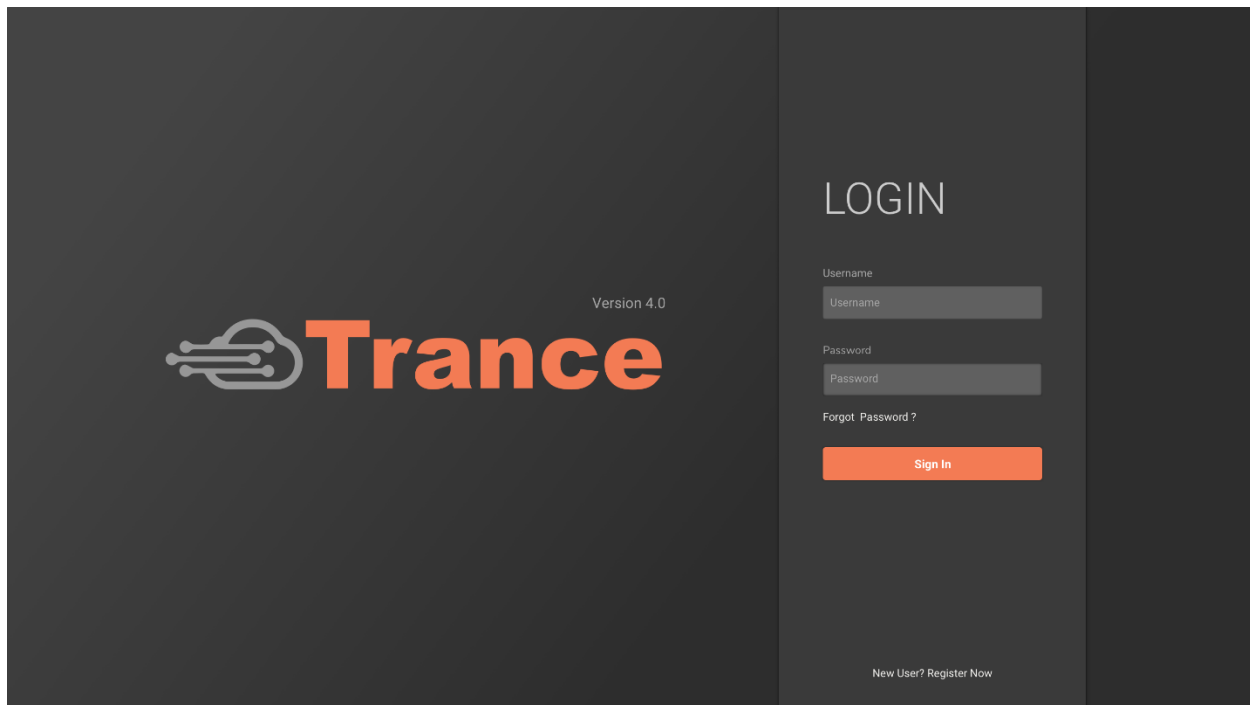 Version 4.0
Trance
LOGIN
Username
Username
Password
Password
Forgot Password ?
Sign In
New User? Register Now